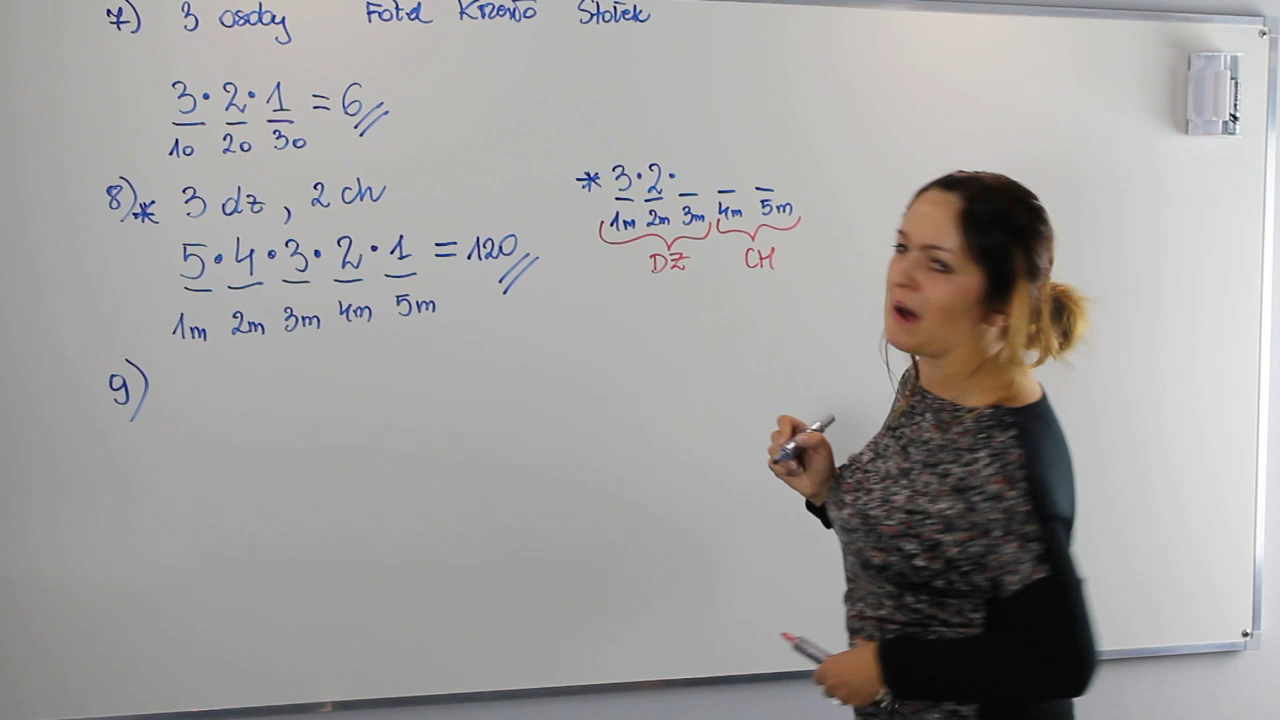 7) 3 osoby Fotel Krzesło Stołek
3 · 2 · 1 = 6
1o 2o 3o
8)* 3 dz, 2 ch
5 · 4 · 3 · 2 · 1 = 120
1m 2m 3m 4m 5m
* 3 · 2 ·
1m 2m 3m 4m 5m
DZ CH
9)